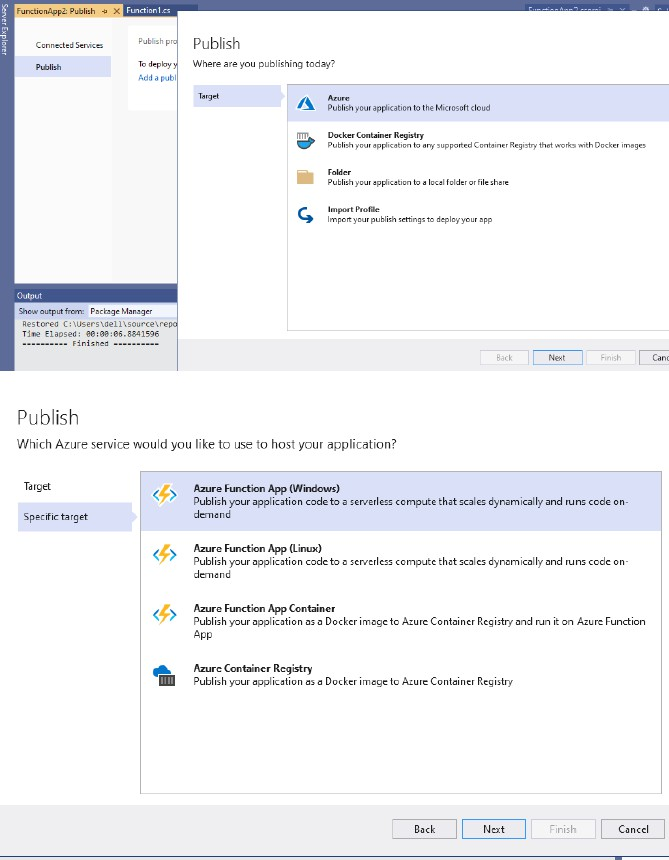 Server Explorer
FunctionApp2: Publish
Function1.cs
Connected Services
Publish
Publish pro
To deploy y
Add a publ
Output
Show output from: Package Manager
Restored C:\Users\dell\source\repo
Time Elapsed: 00:00:06.8841596
========== Finished ==========
Publish
Where are you publishing today?
Target
Azure
Publish your application to the Microsoft cloud
Docker Container Registry
Publish your application to any supported Container Registry that works with Docker images
Folder
Publish your application to a local folder or file share
Import Profile
Import your publish settings to deploy your app
Back
Next
Finish
Canc
Publish
Which Azure service would you like to use to host your application?
Target
Specific target
Azure Function App (Windows)
Publish your application code to a serverless compute that scales dynamically and runs code on-
demand
Azure Function App (Linux)
Publish your application code to a serverless compute that scales dynamically and runs code on-
demand
Azure Function App Container
Publish your application as a Docker image to Azure Container Registry and run it on Azure Function
App
Azure Container Registry
Publish your application as a Docker image to Azure Container Registry
Back
Next
Finish
Cancel